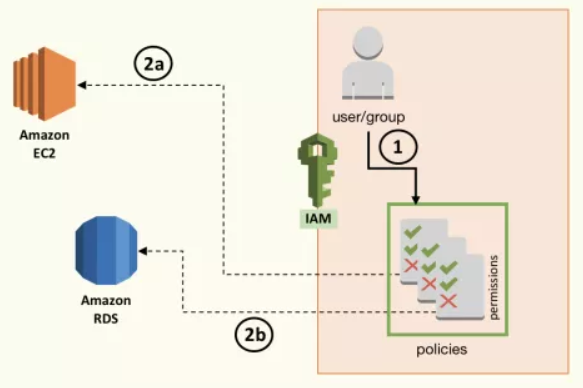 2a
Amazon
EC2
user/group
1
IAM
Amazon
RDS
permissions
2b
policies